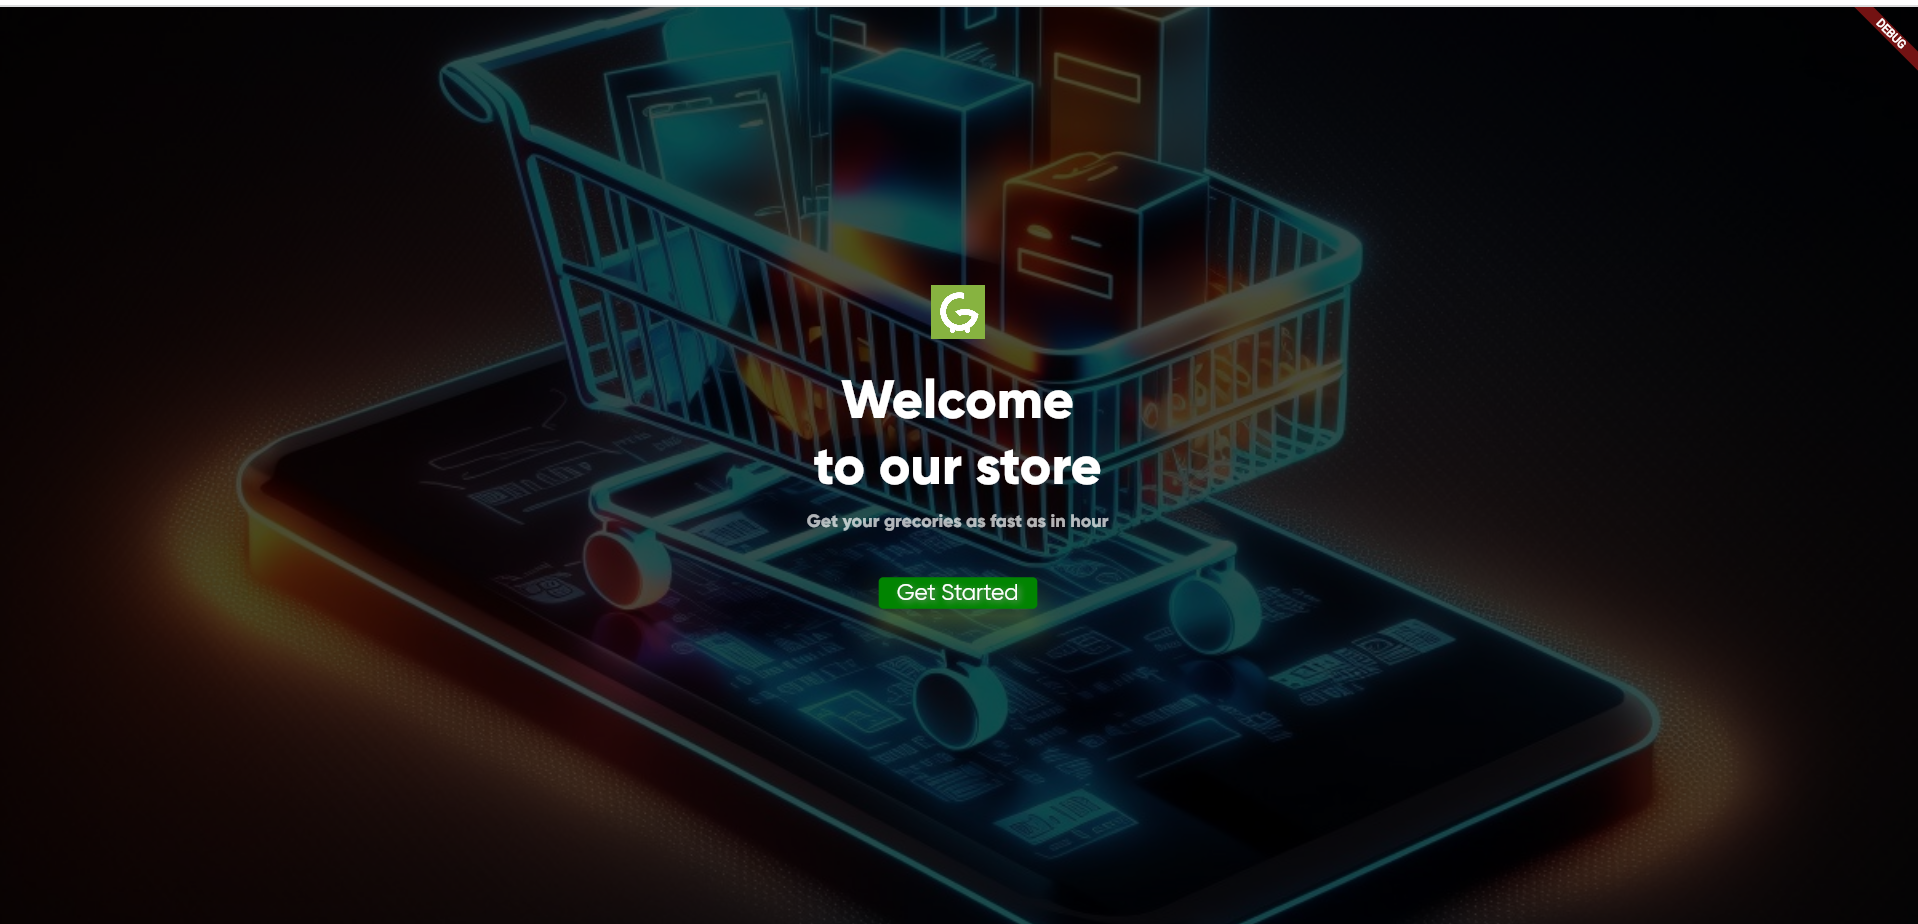 DEBUG
G
Welcome
to our store
Get your grecories as fast as in hour
Get Started